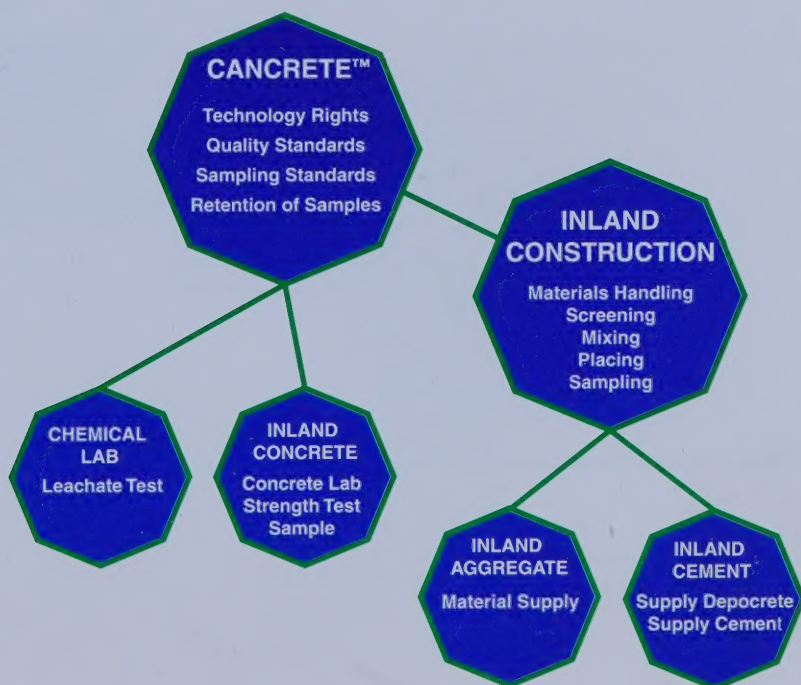 CANCRETE™
Technology Rights
Quality Standards
Sampling Standards
Retention of Samples
INLAND
CONSTRUCTION
Materials Handling
Screening
Mixing
Placing
Sampling
CHEMICAL
LAB
Leachate Test
INLAND
CONCRETE
Concrete Lab
Strength Test
Sample
INLAND
AGGREGATE
Material Supply
INLAND
CEMENT
Supply Depocrete
Supply Cement